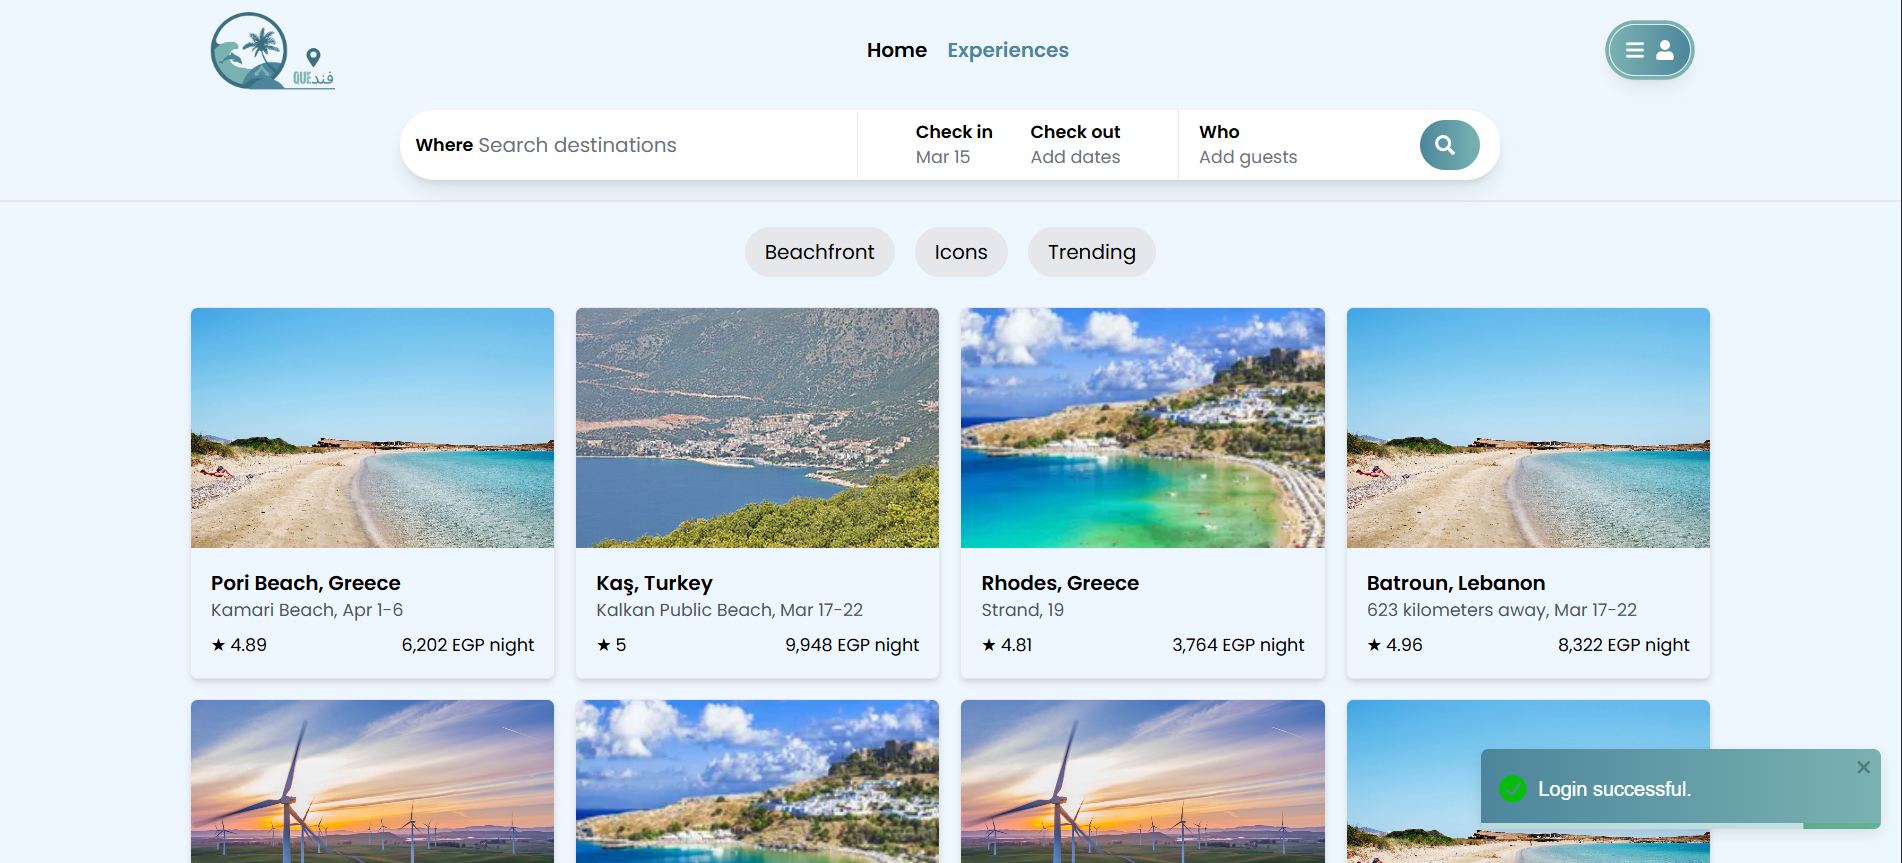 QUEفند
Home
Experiences
Where Search destinations
Check in
Mar 15
Check out
Add dates
Who
Add guests
Beachfront
Icons
Trending
Pori Beach, Greece
Kamari Beach, Apr 1-6
★ 4.89
6,202 EGP night
Kaş, Turkey
Kalkan Public Beach, Mar 17-22
★ 5
9,948 EGP night
Rhodes, Greece
Strand, 19
★ 4.81
3,764 EGP night
Batroun, Lebanon
623 kilometers away, Mar 17-22
★ 4.96
8,322 EGP night
Login successful.